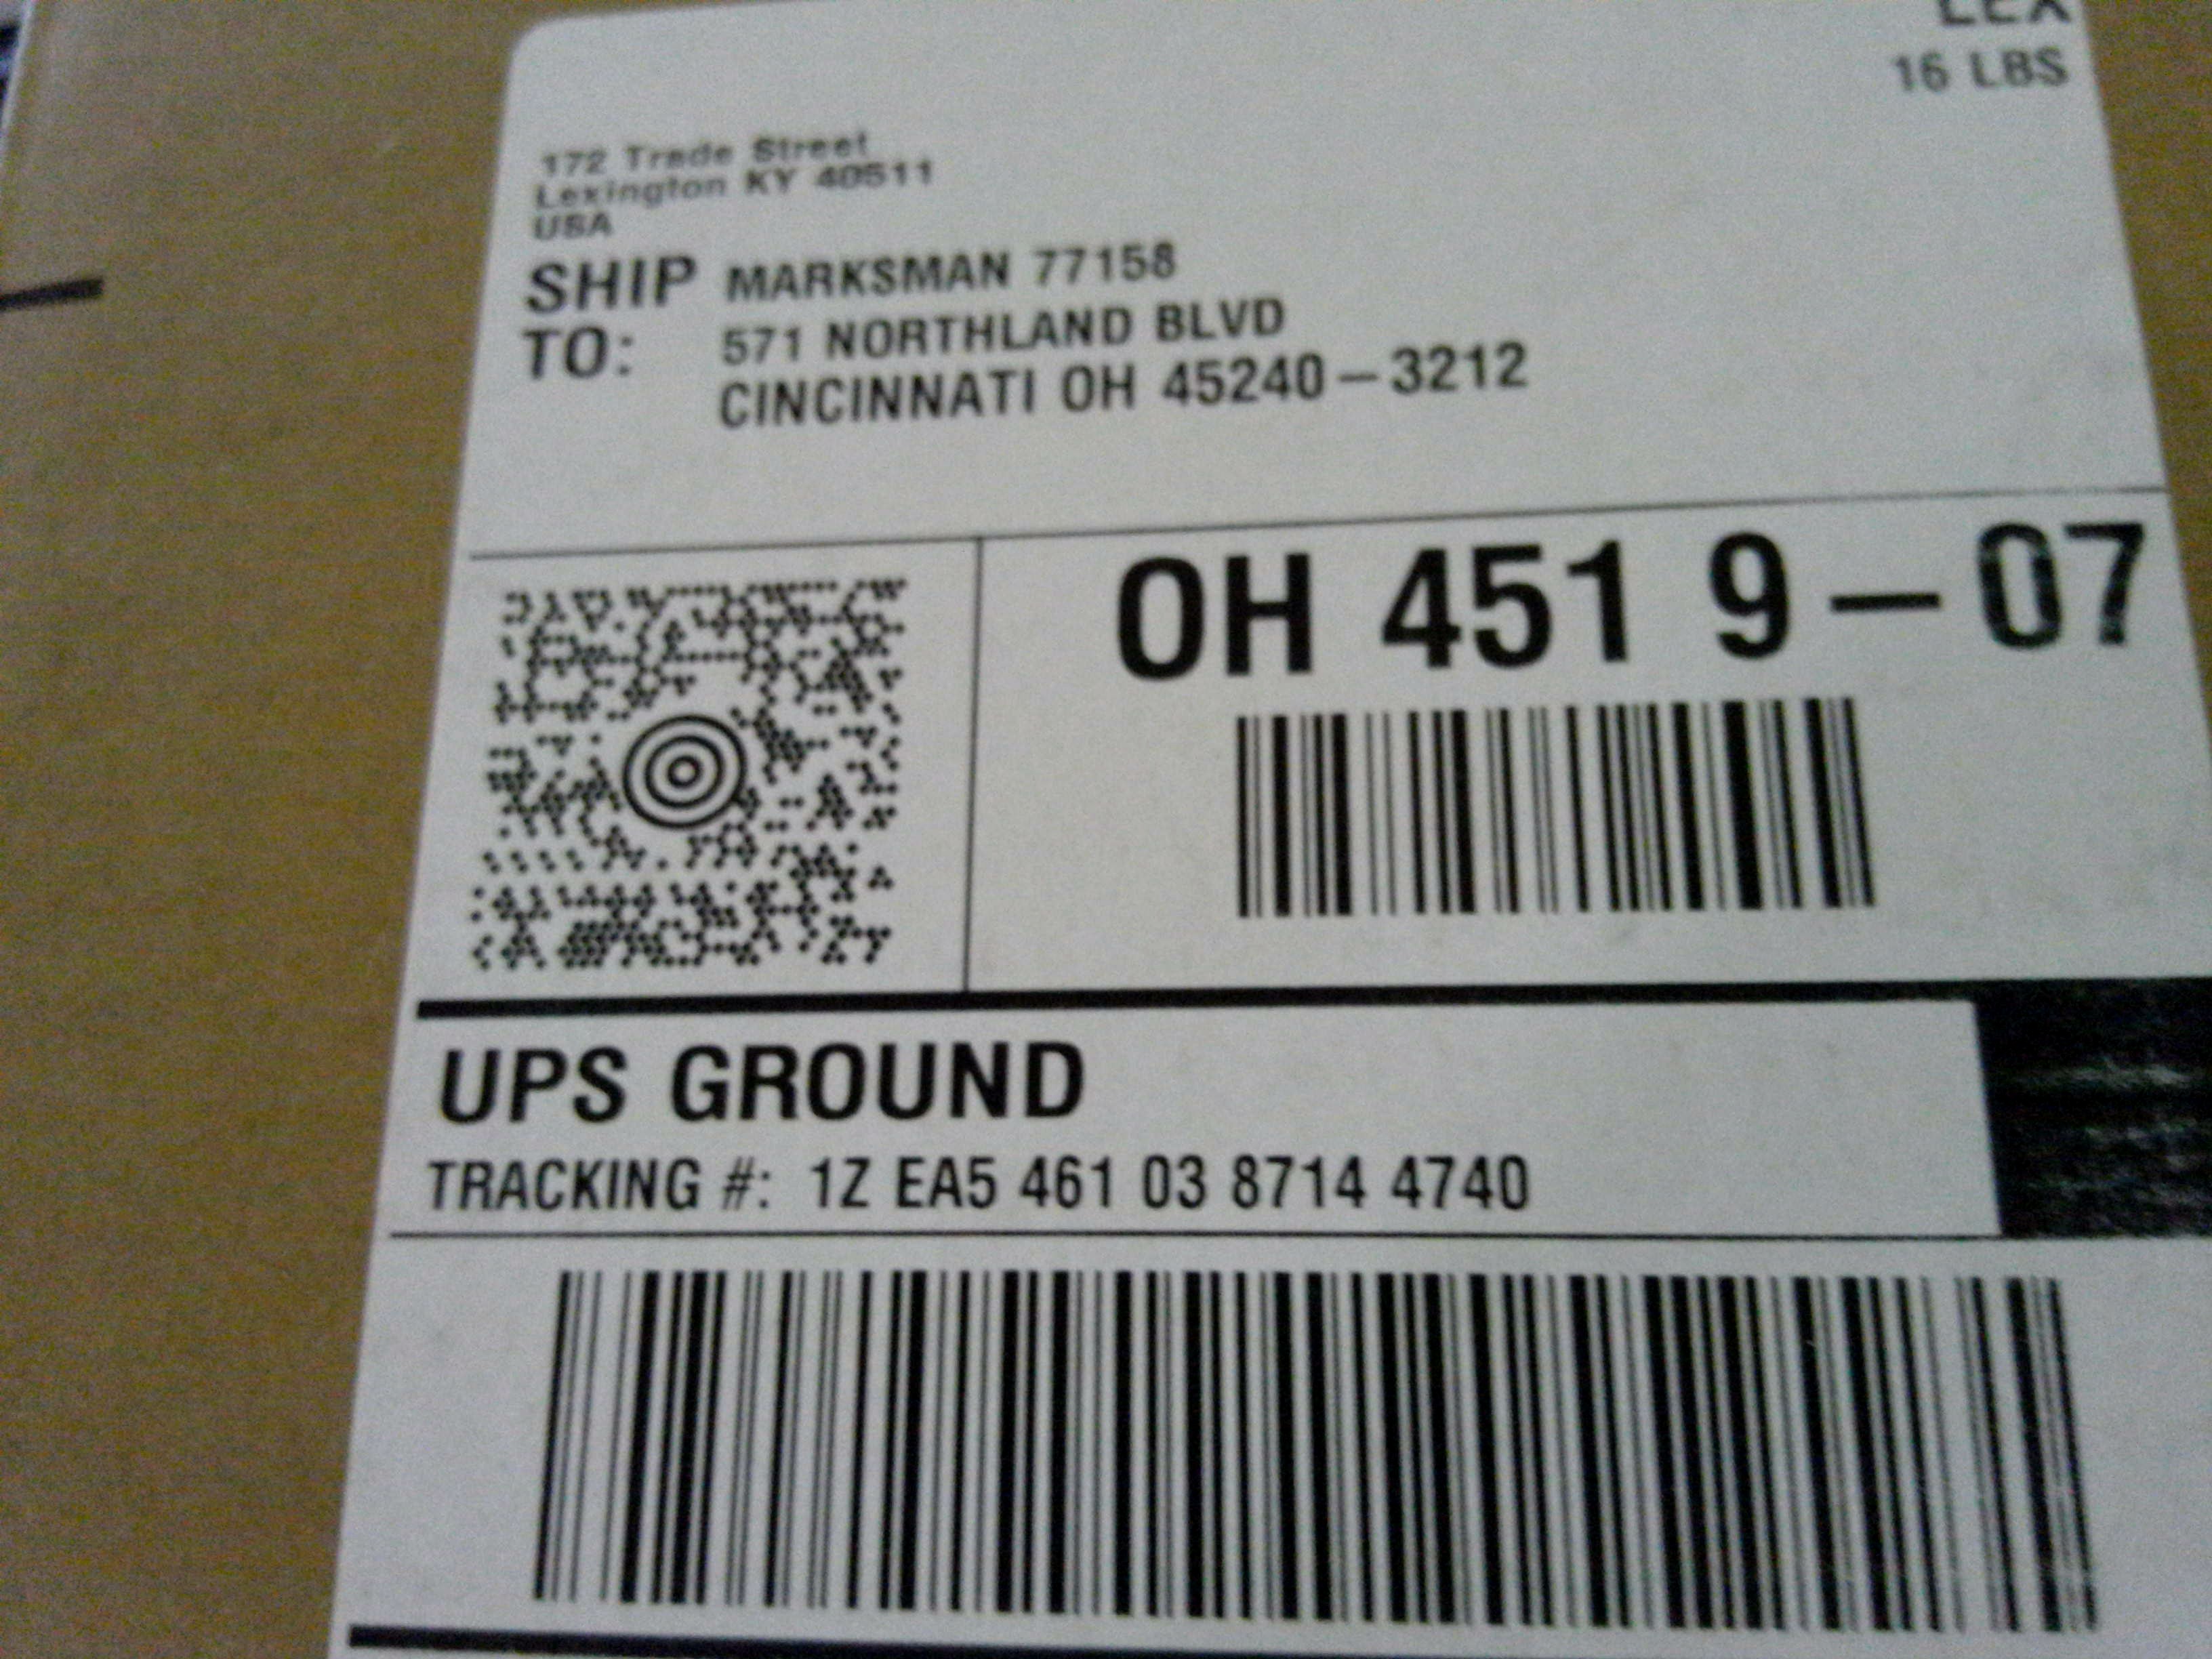 LEX
16 LBS
172 Trade Street
Lexington KY 40511
USA
SHIP TO: MARKSMAN 77158
571 NORTHLAND BLVD
CINCINNATI OH 45240-3212
OH 451 9-07
UPS GROUND
TRACKING #: 1Z EA5 461 03 8714 4740